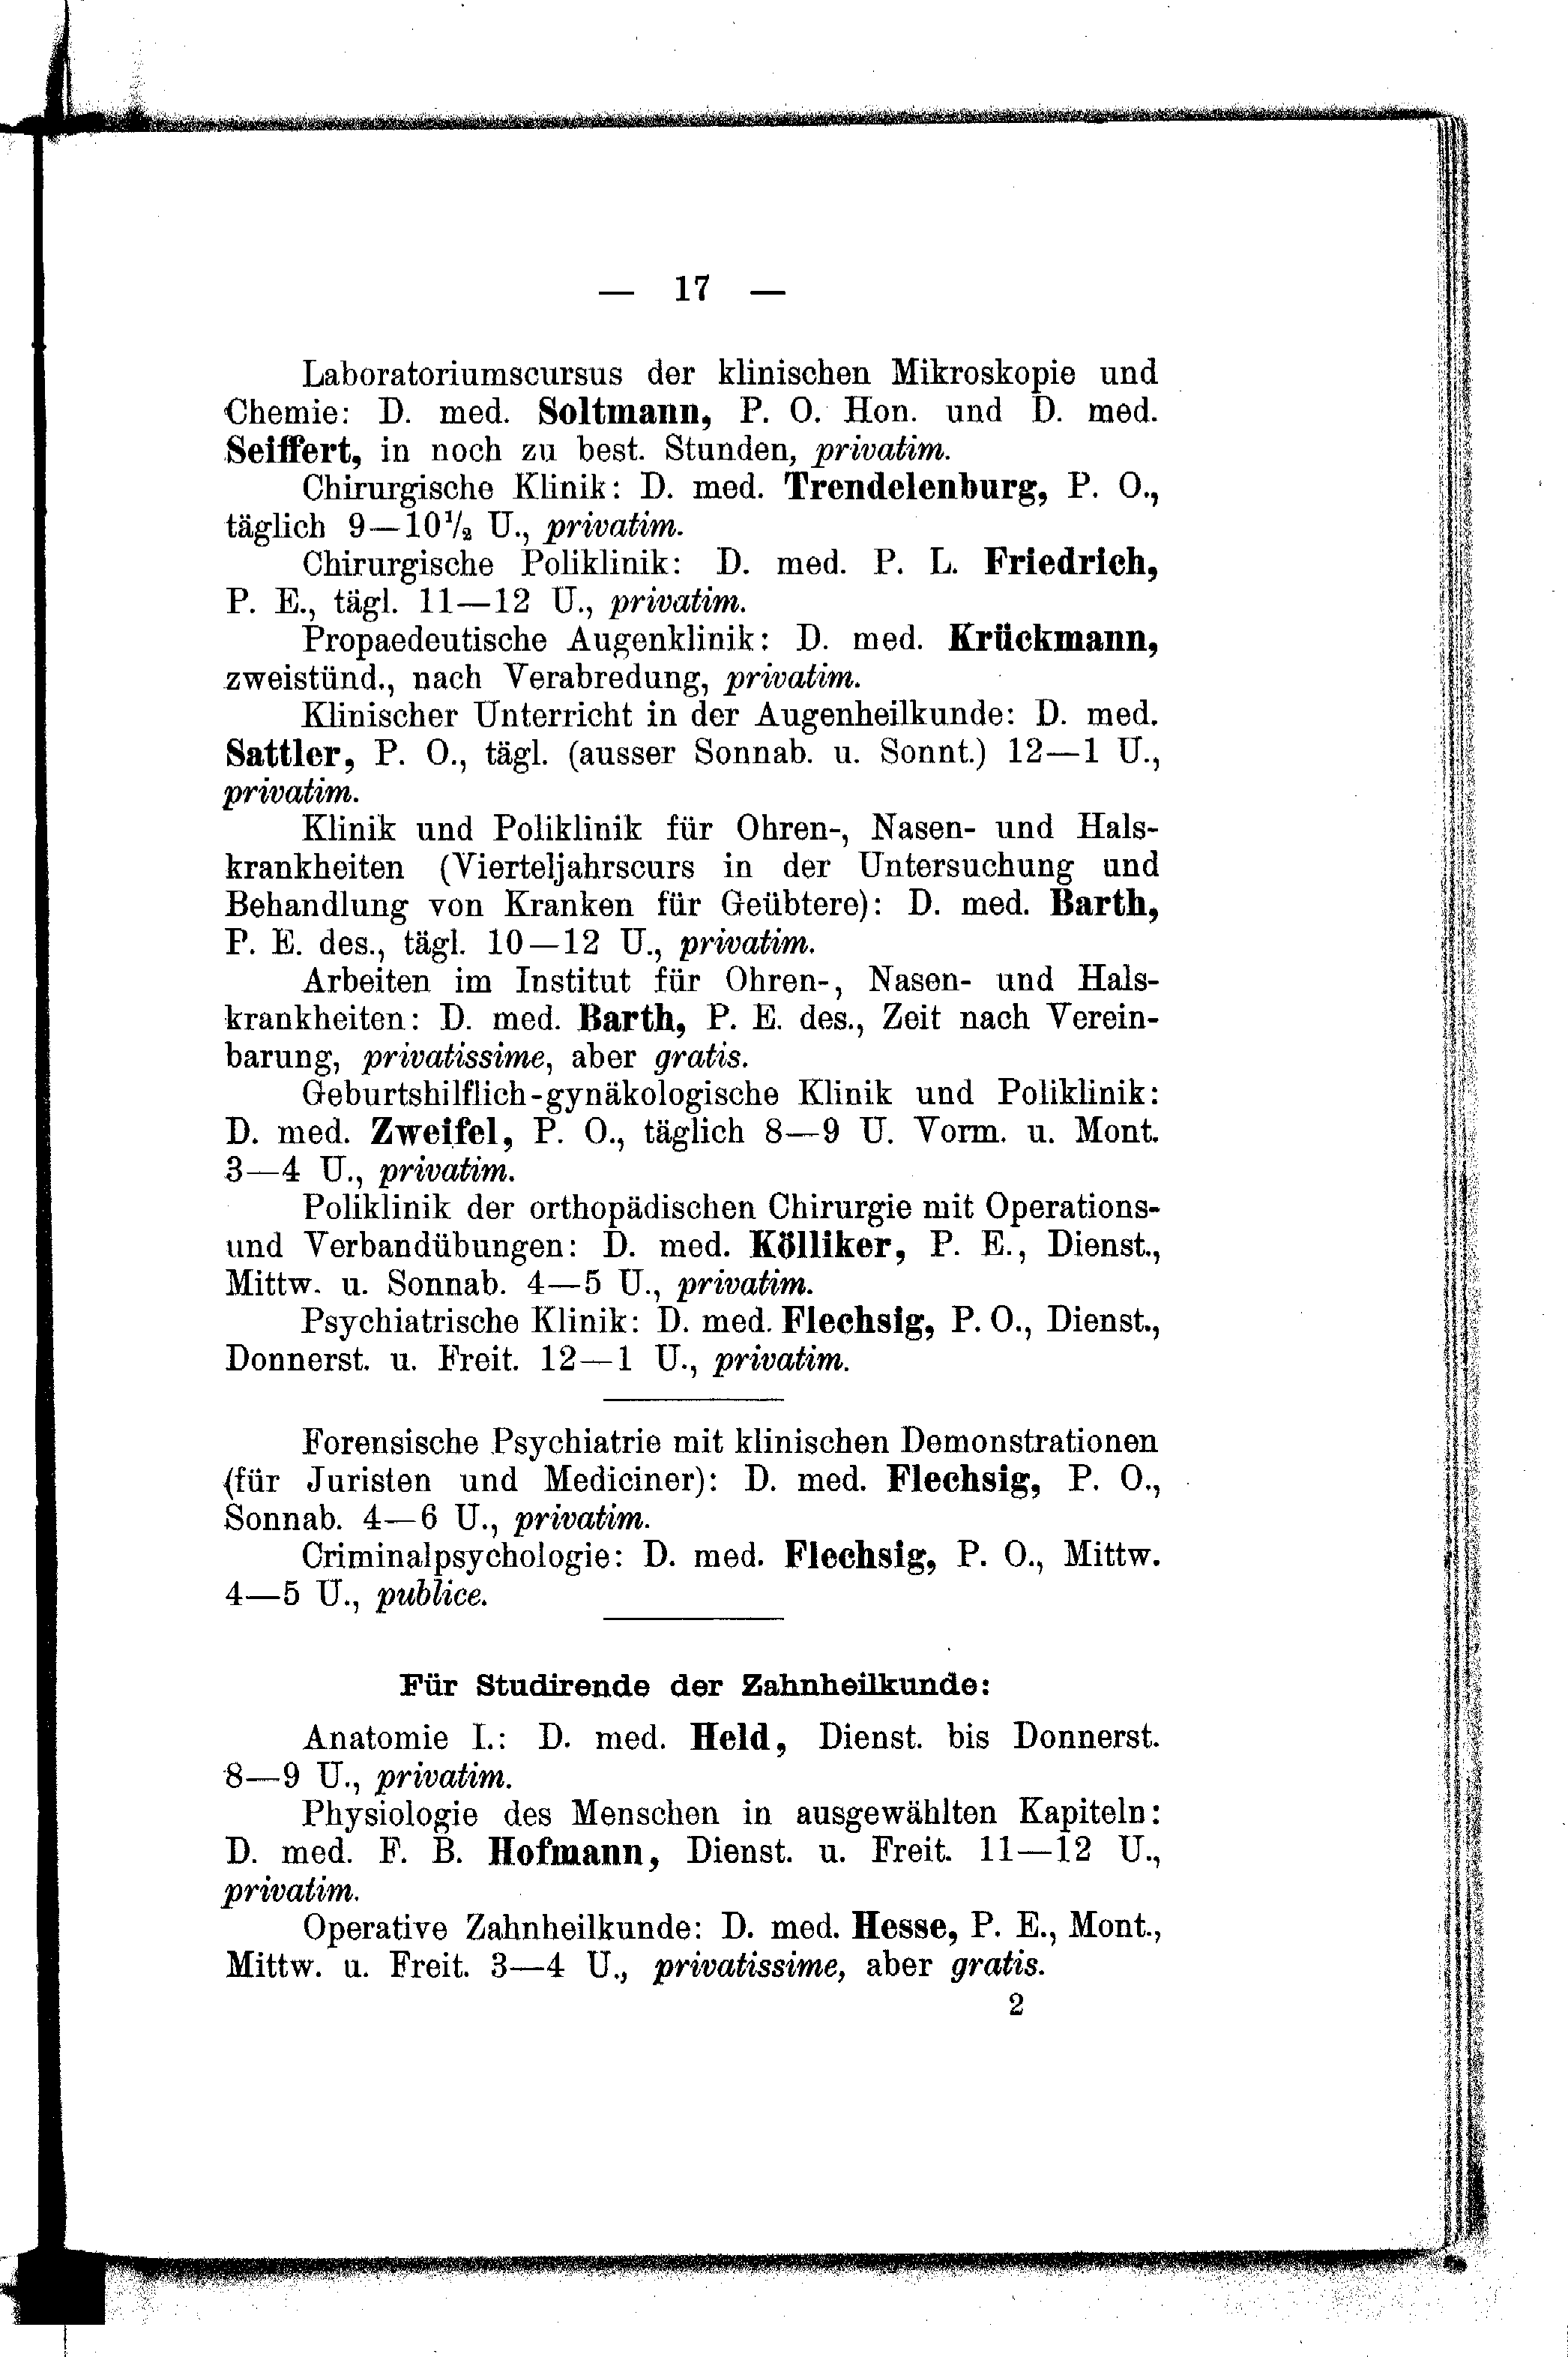 — 17 —
Laboratoriumscursus der klinischen Mikroskopie und
Chemie: D. med. Soltmann, P. O. Hon. und D. med.
Seiffert, in noch zu best. Stunden, privatim.
Chirurgische Klinik: D. med. Trendelenburg, P. O.,
täglich 9—10 1/2 U., privatim.
Chirurgische Poliklinik: D. med. P. L. Friedrich,
P. E., tägl. 11—12 U., privatim.
Propaedeutische Augenklinik: D. med. Krückmann,
zweistünd., nach Verabredung, privatim.
Klinischer Unterricht in der Augenheilkunde: D. med.
Sattler, P. O., tägl. (ausser Sonnab. u. Sonnt.) 12—1 U.,
privatim.
Klinik und Poliklinik für Ohren-, Nasen- und Hals-
krankheiten (Vierteljahrscurs in der Untersuchung und
Behandlung von Kranken für Geübtere): D. med. Barth,
P. E. des., tägl. 10—12 U., privatim.
Arbeiten im Institut für Ohren-, Nasen- und Hals-
krankheiten: D. med. Barth, P. E. des., Zeit nach Verein-
barung, privatissime, aber gratis.
Geburtshilflich-gynäkologische Klinik und Poliklinik:
D. med. Zweifel, P. O., täglich 8—9 U. Vorm. u. Mont.
3—4 U., privatim.
Poliklinik der orthopädischen Chirurgie mit Operations-
und Verbandübungen: D. med. Kölliker, P. E., Dienst.,
Mittw. u. Sonnab. 4—5 U., privatim.
Psychiatrische Klinik: D. med. Flechsig, P. O., Dienst.,
Donnerst. u. Freit. 12—1 U., privatim.
Forensische Psychiatrie mit klinischen Demonstrationen
(für Juristen und Mediciner): D. med. Flechsig, P. O.,
Sonnab. 4—6 U., privatim.
Criminalpsychologie: D. med. Flechsig, P. O., Mittw.
4—5 U., publice.
Für Studirende der Zahnheilkunde:
Anatomie I.: D. med. Held, Dienst. bis Donnerst.
8—9 U., privatim.
Physiologie des Menschen in ausgewählten Kapiteln:
D. med. F. B. Hofmann, Dienst. u. Freit. 11—12 U.,
privatim.
Operative Zahnheilkunde: D. med. Hesse, P. E., Mont.,
Mittw. u. Freit. 3—4 U., privatissime, aber gratis.
2